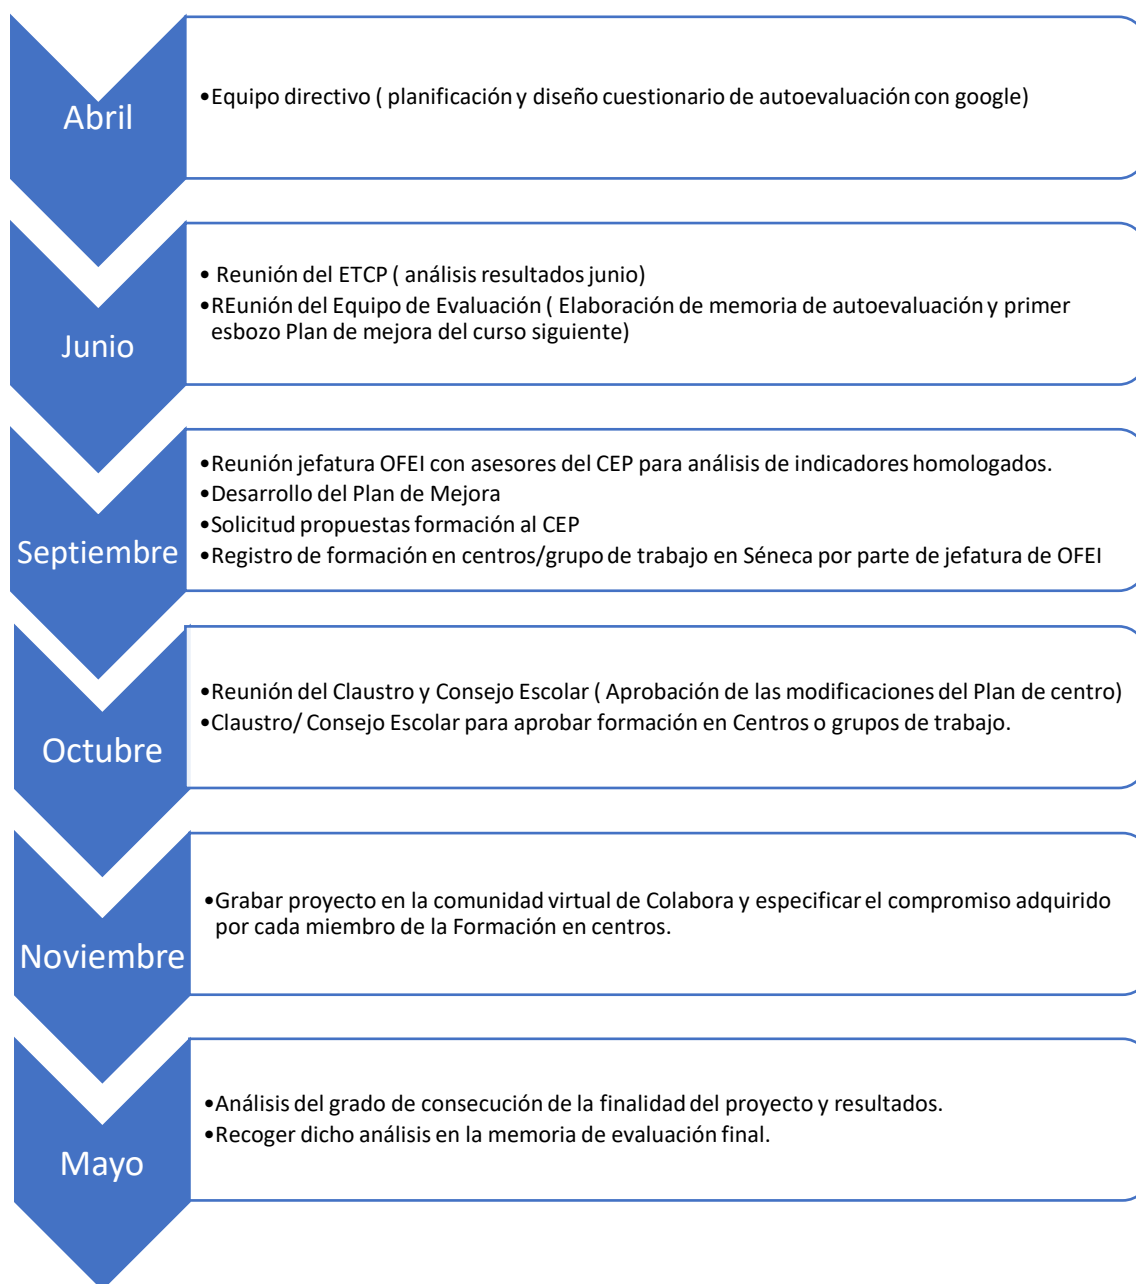 Abril
•Equipo directivo ( planificación y diseño cuestionario de autoevaluación con google)
Junio
• Reunión del ETCP ( análisis resultados junio)
•REunión del Equipo de Evaluación ( Elaboración de memoria de autoevaluación y primer
esbozo Plan de mejora del curso siguiente)
Septiembre
•Reunión jefatura OFEI con asesores del CEP para análisis de indicadores homologados.
•Desarrollo del Plan de Mejora
•Solicitud propuestas formación al CEP
•Registro de formación en centros/grupo de trabajo en Séneca por parte de jefatura de OFEI
Octubre
•Reunión del Claustro y Consejo Escolar ( Aprobación de las modificaciones del Plan de centro)
•Claustro/ Consejo Escolar para aprobar formación en Centros o grupos de trabajo.
Noviembre
•Grabar proyecto en la comunidad virtual de Colabora y especificar el compromiso adquirido
por cada miembro de la Formación en centros.
Mayo
•Análisis del grado de consecución de la finalidad del proyecto y resultados.
•Recoger dicho análisis en la memoria de evaluación final.